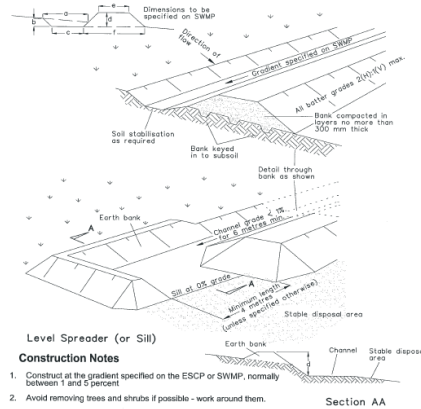 e
Dimensions to be
specified on SWMP
a
b
d
c
f
Direction of
flow
Gradient specified on SWMP
All batter grades 2(H):1(V) max.
Soil stabilisation
as required
Bank compacted in
layers no more than
300 mm thick
Bank keyed
in to subsoil
Detail through
bank as shown
Earth bank
A
Channel grade < 1%
for 6 metres min.
Sill at 0% grade
A
Minimum length
4 metres
(unless specified otherwise)
Stable disposal area
Level Spreader (or Sill)
Earth bank
Channel
Stable dispos
area
d
Section AA
Construction Notes
1. Construct at the gradient specified on the ESCP or SWMP, normally
between 1 and 5 percent
2. Avoid removing trees and shrubs if possible - work around them.